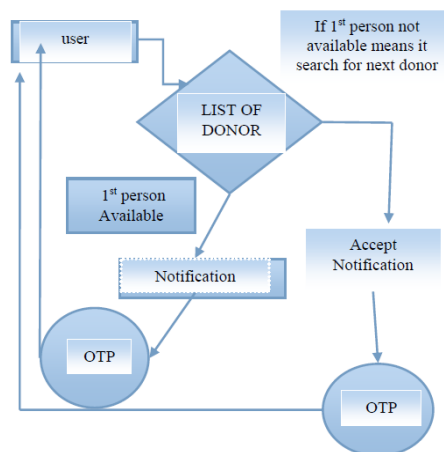 user
If 1st person not
available means it
search for next donor
LIST OF
DONOR
1st person
Available
Accept
Notification
Notification
OTP
OTP